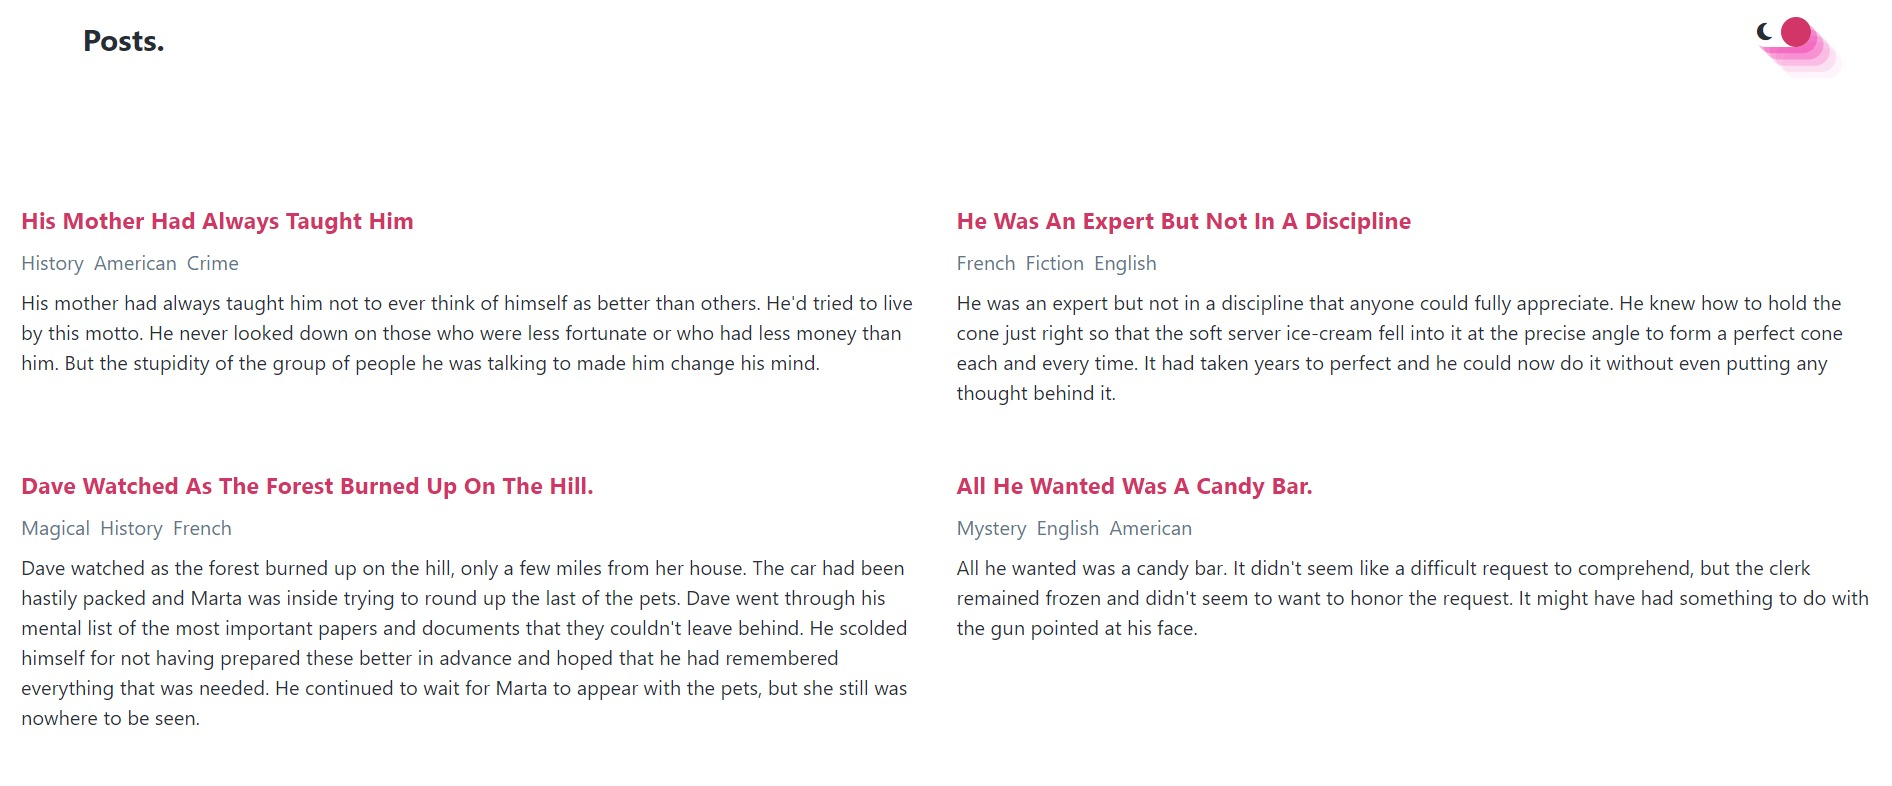 Posts.
His Mother Had Always Taught Him
History American Crime
His mother had always taught him not to ever think of himself as better than others. He'd tried to live
by this motto. He never looked down on those who were less fortunate or who had less money than
him. But the stupidity of the group of people he was talking to made him change his mind.
He Was An Expert But Not In A Discipline
French Fiction English
He was an expert but not in a discipline that anyone could fully appreciate. He knew how to hold the
cone just right so that the soft server ice-cream fell into it at the precise angle to form a perfect cone
each and every time. It had taken years to perfect and he could now do it without even putting any
thought behind it.
Dave Watched As The Forest Burned Up On The Hill.
Magical History French
Dave watched as the forest burned up on the hill, only a few miles from her house. The car had been
hastily packed and Marta was inside trying to round up the last of the pets. Dave went through his
mental list of the most important papers and documents that they couldn't leave behind. He scolded
himself for not having prepared these better in advance and hoped that he had remembered
everything that was needed. He continued to wait for Marta to appear with the pets, but she still was
nowhere to be seen.
All He Wanted Was A Candy Bar.
Mystery English American
All he wanted was a candy bar. It didn't seem like a difficult request to comprehend, but the clerk
remained frozen and didn't seem to want to honor the request. It might have had something to do with
the gun pointed at his face.